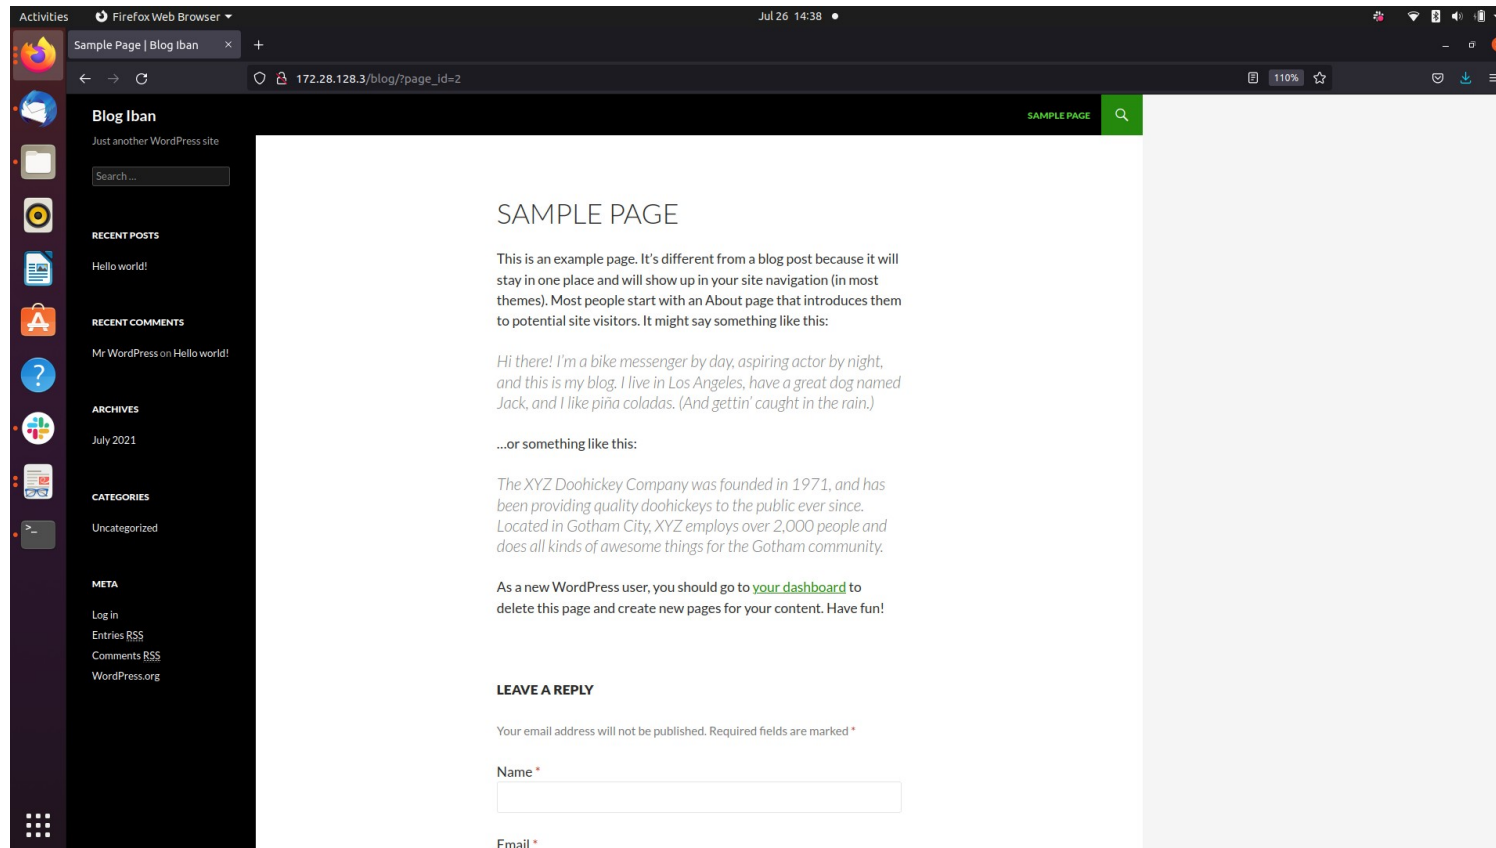 Activities
Firefox Web Browser
Jul 26 14:38
Sample Page | Blog Iban
172.28.128.3/blog/?page_id=2
110%
Blog Iban
Just another WordPress site
Search ...
RECENT POSTS
Hello world!
RECENT COMMENTS
Mr WordPress on Hello world!
ARCHIVES
July 2021
CATEGORIES
Uncategorized
META
Log in
Entries RSS
Comments RSS
WordPress.org
SAMPLE PAGE
SAMPLE PAGE
This is an example page. It’s different from a blog post because it will
stay in one place and will show up in your site navigation (in most
themes). Most people start with an About page that introduces them
to potential site visitors. It might say something like this:
Hi there! I’m a bike messenger by day, aspiring actor by night,
and this is my blog. I live in Los Angeles, have a great dog named
Jack, and I like piña coladas. (And gettin’ caught in the rain.)
...or something like this:
The XYZ Doohickey Company was founded in 1971, and has
been providing quality doohickeys to the public ever since.
Located in Gotham City, XYZ employs over 2,000 people and
does all kinds of awesome things for the Gotham community.
As a new WordPress user, you should go to your dashboard to
delete this page and create new pages for your content. Have fun!
LEAVE A REPLY
Your email address will not be published. Required fields are marked *
Name *
Email *